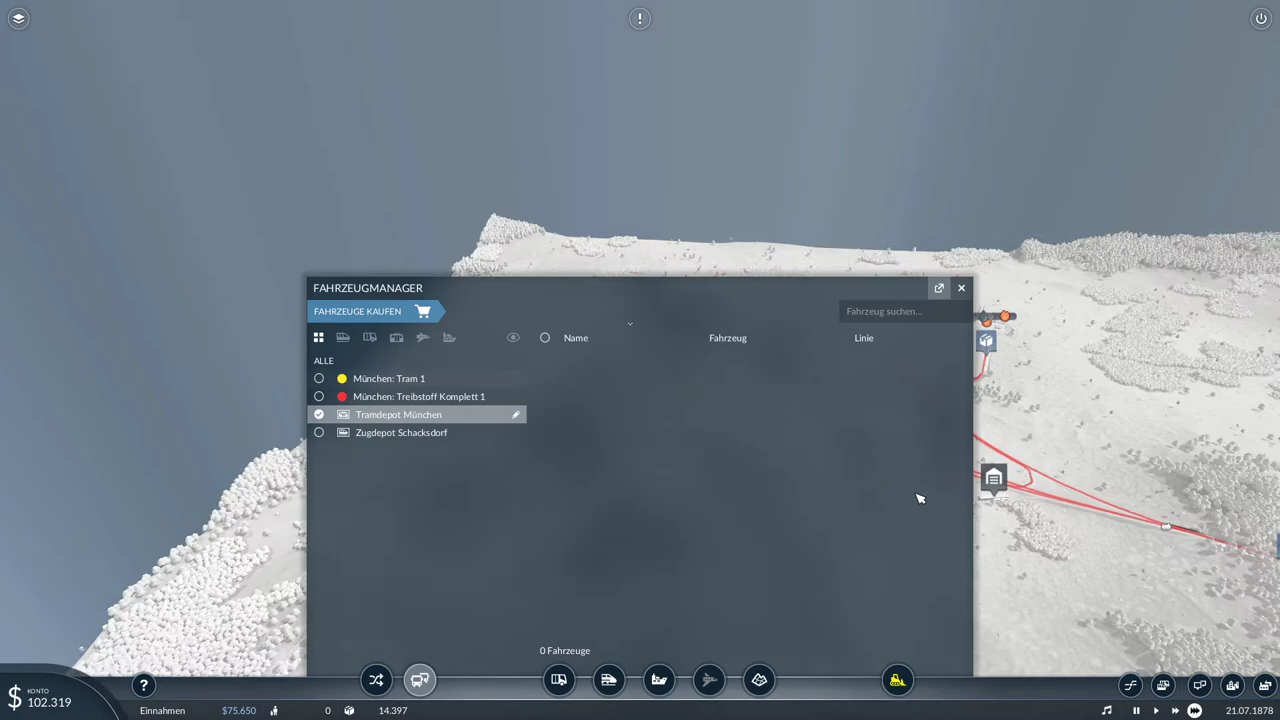 FAHRZEUGMANAGER
FAHRZEUGE KAUFEN
Fahrzeug suchen...
Name Fahrzeug Linie
ALLE
München: Tram 1
München: Treibstoff Komplett 1
Tramdepot München
Zugdepot Schacksdorf
0 Fahrzeuge
$ KONTO
102.319
?
Einnahmen $75.650 0 14.397 21.07.1878